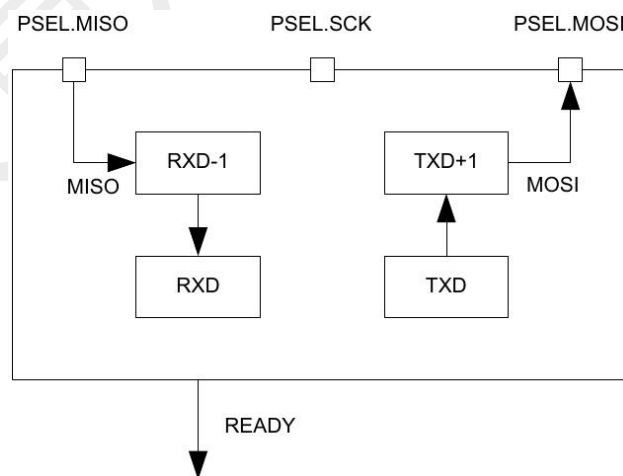 PSEL.MISO PSEL.SCK PSEL.MOSI
RXD-1 TXD+1
MISO MOSI
RXD TXD
READY